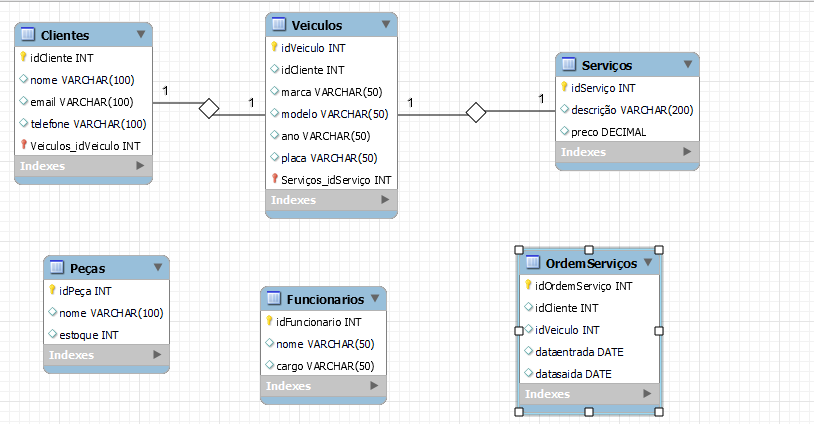 Clientes
idCliente INT
nome VARCHAR(100)
email VARCHAR(100)
telefone VARCHAR(100)
Veiculos_idVeiculo INT
Indexes
1
1
Veiculos
idVeiculo INT
idCliente INT
marca VARCHAR(50)
modelo VARCHAR(50)
ano VARCHAR(50)
placa VARCHAR(50)
Serviços_idServiço INT
Indexes
1
1
Serviços
idServiço INT
descrição VARCHAR(200)
preco DECIMAL
Indexes
Peças
idPeça INT
nome VARCHAR(100)
estoque INT
Indexes
Funcionarios
idFuncionario INT
nome VARCHAR(50)
cargo VARCHAR(50)
Indexes
OrdemServiços
idOrdemServiço INT
idCliente INT
idVeiculo INT
dataentrada DATE
datasaida DATE
Indexes